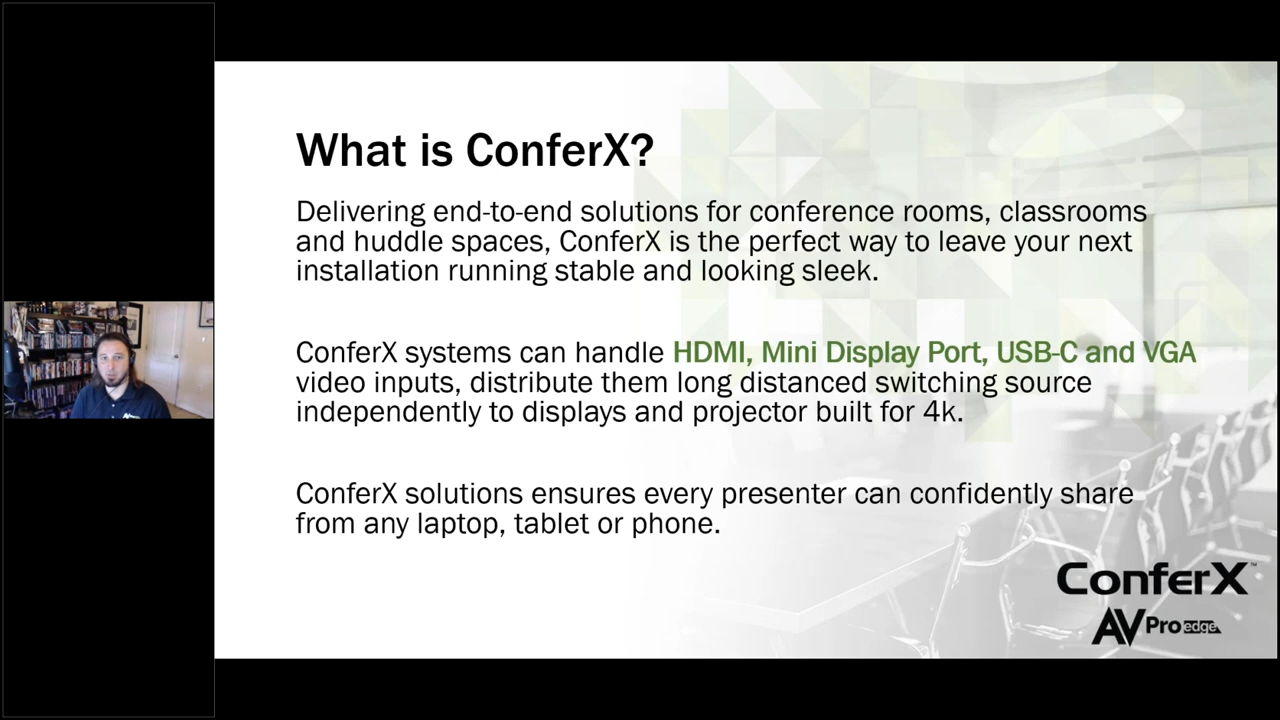 What is ConferX?
Delivering end-to-end solutions for conference rooms, classrooms
and huddle spaces, ConferX is the perfect way to leave your next
installation running stable and looking sleek.
ConferX systems can handle HDMI, Mini Display Port, USB-C and VGA
video inputs, distribute them long distanced switching source
independently to displays and projector built for 4k.
ConferX solutions ensures every presenter can confidently share
from any laptop, tablet or phone.
ConferX™
AVPro edge